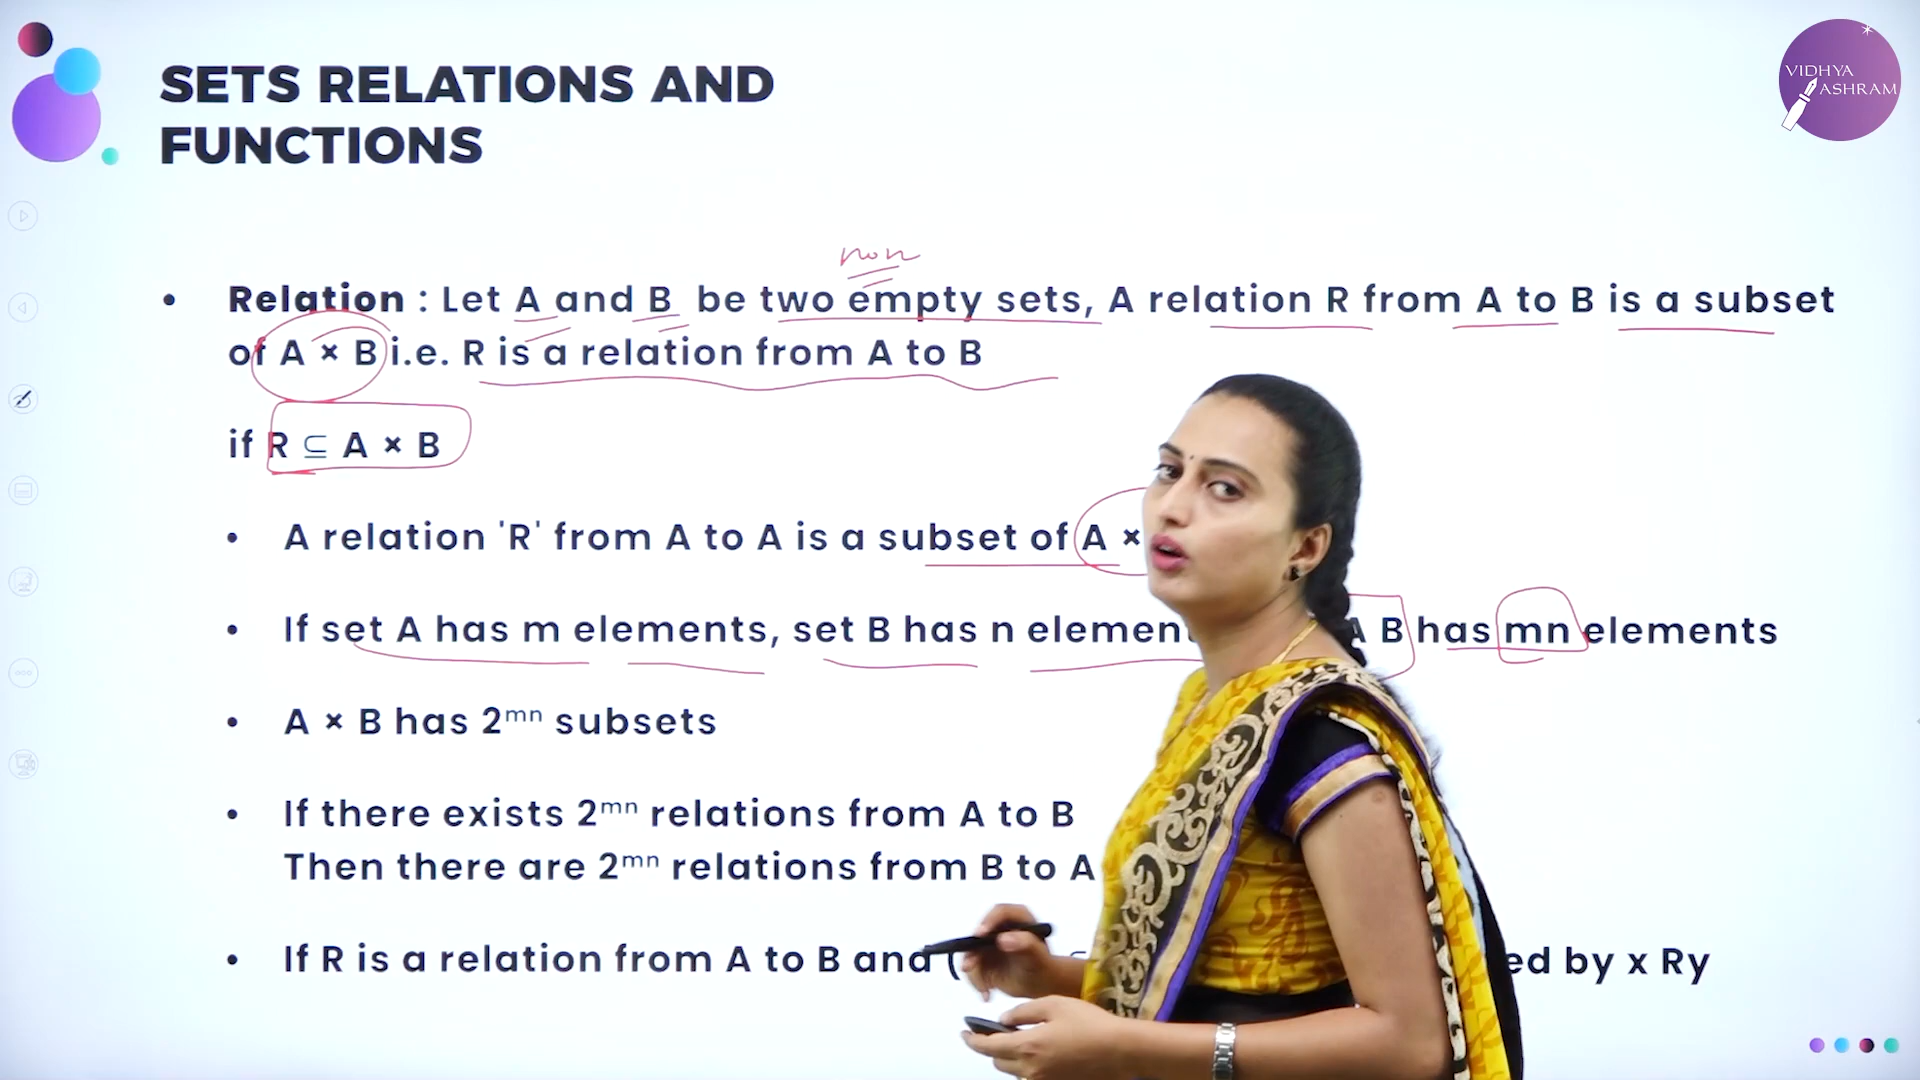 VIDHYA
ASHRAM
SETS RELATIONS AND
FUNCTIONS
non
• Relation : Let A and B be two empty sets, A relation R from A to B is a subset
of A × B i.e. R is a relation from A to B
if R ⊆ A × B
• A relation 'R' from A to A is a subset of A ×
• If set A has m elements, set B has n B has mn elements
• A × B has 2ᵐⁿ subsets
• If there exists 2ᵐⁿ relations from A to B
Then there are 2ᵐⁿ relations from B to A
• If R is a relation from A to B and ( by x Ry